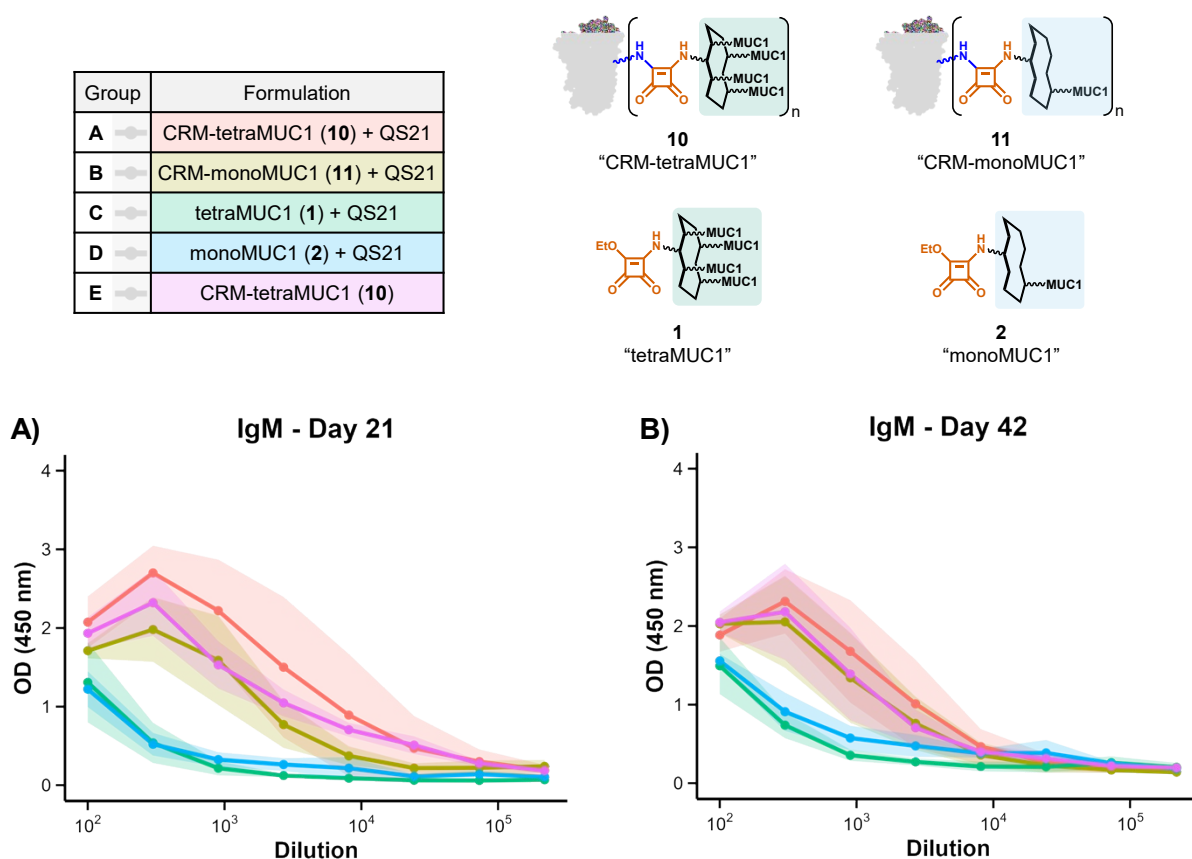 Group Formulation
A CRM-tetraMUC1 (10) + QS21
B CRM-monoMUC1 (11) + QS21
C tetraMUC1 (1) + QS21
D monoMUC1 (2) + QS21
E CRM-tetraMUC1 (10)
H N
H N
O O
MUC1
MUC1
MUC1
MUC1
n
10
“CRM-tetraMUC1”
H N
H N
O O
MUC1
n
11
“CRM-monoMUC1”
EtO
H N
O O
MUC1
MUC1
MUC1
MUC1
1
“tetraMUC1”
EtO
H N
O O
MUC1
2
“monoMUC1”
A)
IgM - Day 21
OD (450 nm)
4
3
2
1
0
10² 10³ 10⁴ 10⁵
Dilution
B)
IgM - Day 42
OD (450 nm)
4
3
2
1
0
10² 10³ 10⁴ 10⁵
Dilution